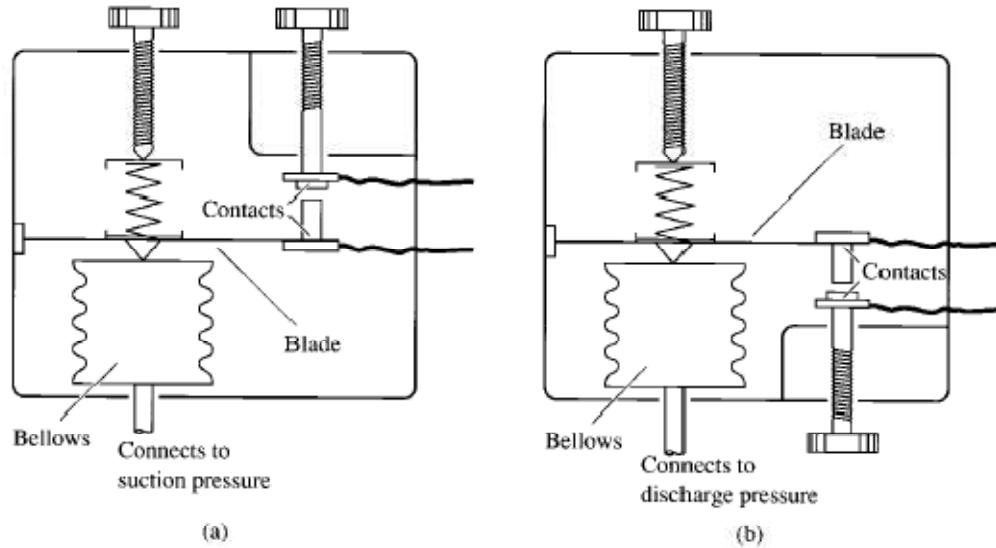 Contacts
Blade
Bellows
Connects to
suction pressure
(a)
Blade
Contacts
Bellows
Connects to
discharge pressure
(b)